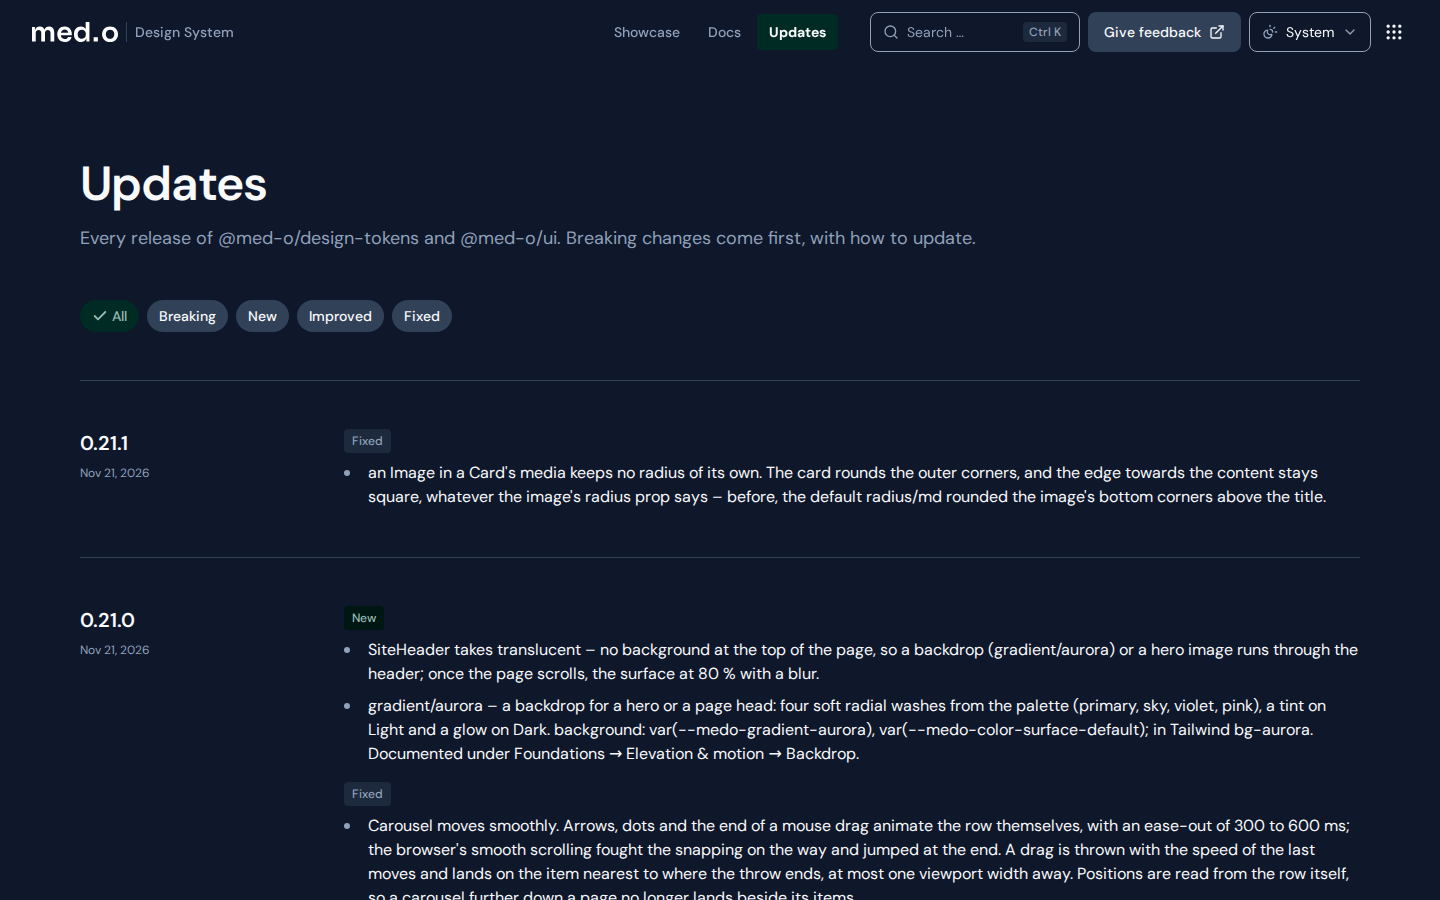 med.o
Design System
Showcase
Docs
Updates
Search ...
Ctrl K
Give feedback
System
Updates
Every release of @med-o/design-tokens and @med-o/ui. Breaking changes come first, with how to update.
All
Breaking
New
Improved
Fixed
0.21.1
Nov 21, 2026
Fixed
an Image in a Card's media keeps no radius of its own. The card rounds the outer corners, and the edge towards the content stays
square, whatever the image's radius prop says – before, the default radius/md rounded the image's bottom corners above the title.
0.21.0
Nov 21, 2026
New
SiteHeader takes translucent – no background at the top of the page, so a backdrop (gradient/aurora) or a hero image runs through the
header; once the page scrolls, the surface at 80 % with a blur.
gradient/aurora – a backdrop for a hero or a page head: four soft radial washes from the palette (primary, sky, violet, pink), a tint on
Light and a glow on Dark. background: var(--medo-gradient-aurora), var(--medo-color-surface-default); in Tailwind bg-aurora.
Documented under Foundations → Elevation & motion → Backdrop.
Fixed
Carousel moves smoothly. Arrows, dots and the end of a mouse drag animate the row themselves, with an ease-out of 300 to 600 ms;
the browser's smooth scrolling fought the snapping on the way and jumped at the end. A drag is thrown with the speed of the last
moves and lands on the item nearest to where the throw ends, at most one viewport width away. Positions are read from the row itself,
so a carousel further down a page no longer lands beside its items.